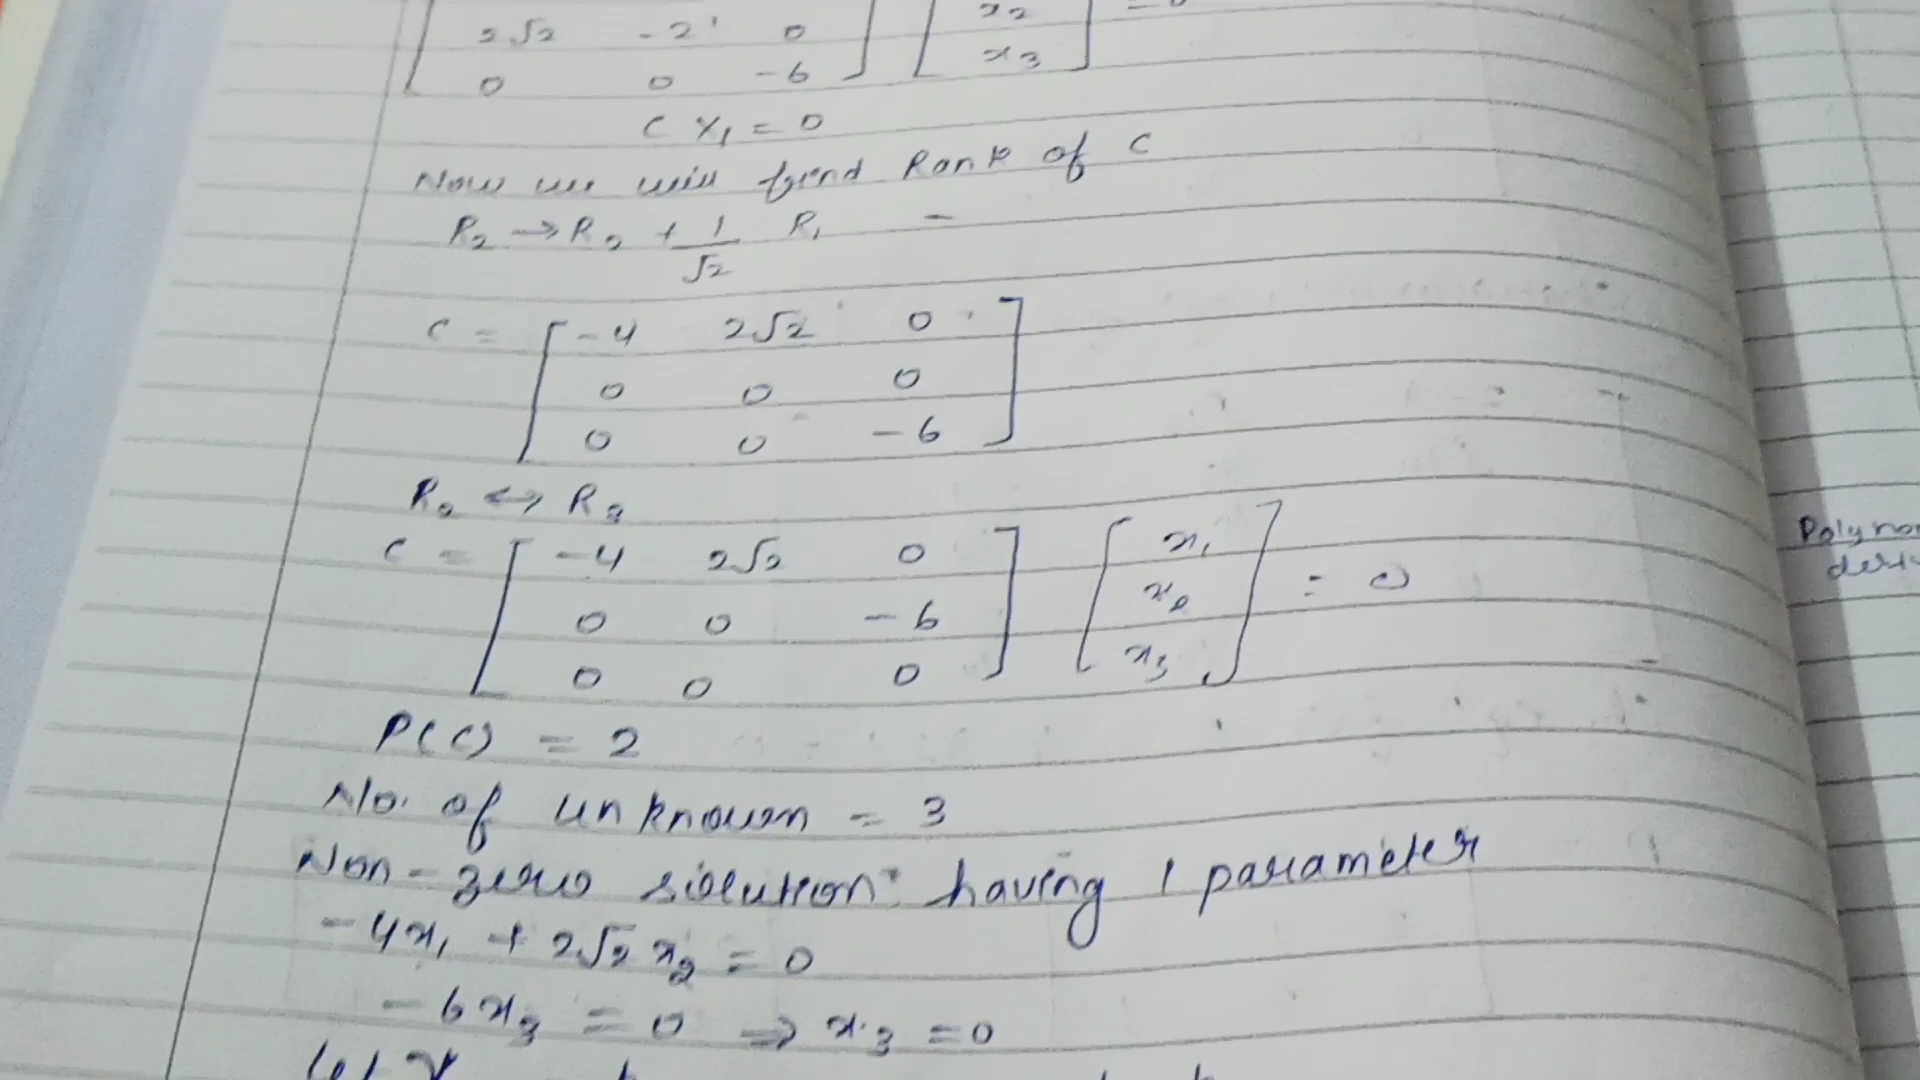 2√2 -2 0 x2
0 0 -6 x3
C X1 = 0
Now we will find Rank of C
R2 → R2 + 1/√2 R1
C = [ -4 2√2 0
0 0 0
0 0 -6 ]
R2 ↔ R3
C = [ -4 2√2 0
0 0 -6
0 0 0 ] [ x1
x2
x3 ] = 0
P(C) = 2
No. of unknown = 3
Non-zero solution having 1 parameter
-4x1 + 2√2 x2 = 0
-6x3 = 0 ⇒ x3 = 0